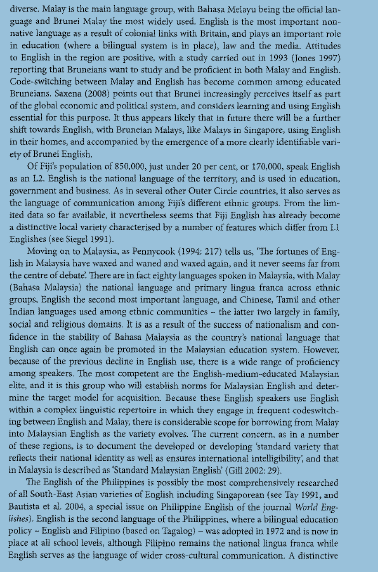 diverse. Malay is the main language group, with Bahasa Melayu being the official lan-
guage and Brunei Malay the most widely used. English is the most important non-
native language as a result of colonial links with Britain, and plays an important role
in education (where a bilingual system is in place), law and the media. Attitudes
to English in the region are positive, with a study carried out in 1993 (Jones 1997)
reporting that Bruneians want to study and be proficient in both Malay and English.
Code-switching between Malay and English has become common among educated
Bruneians. Saxena (2008) points out that Brunei increasingly perceives itself as part
of the global economic and political system, and considers learning and using English
essential for this purpose. It thus appears likely that in future there will be a further
shift towards English, with Bruneian Malays, like Malays in Singapore, using English
in their homes, and accompanied by the emergence of a more clearly identifiable vari-
ety of Brunei English.
Of Fiji's population of 850,000, just under 20 per cent, or 170,000, speak English
as an L2. English is the national language of the territory, and is used in education,
government and business. As in several other Outer Circle countries, it also serves as
the language of communication among Fiji's different ethnic groups. From the lim-
ited data so far available, it nevertheless seems that Fiji English has already become
a distinctive local variety characterised by a number of features which differ from L1
Englishes (see Siegel 1991).
Moving on to Malaysia, as Pennycook (1994: 217) tells us, 'The fortunes of Eng-
lish in Malaysia have waxed and waned and waxed again, and it never seems far from
the centre of debate'. There are in fact eighty languages spoken in Malaysia, with Malay
(Bahasa Malaysia) the national language and primary lingua franca across ethnic
groups, English the second most important language, and Chinese, Tamil and other
Indian languages used among ethnic communities – the latter two largely in family,
social and religious domains. It is as a result of the success of nationalism and con-
fidence in the stability of Bahasa Malaysia as the country's national language that
English can once again be promoted in the Malaysian education system. However,
because of the previous decline in English use, there is a wide range of proficiency
among speakers. The most competent are the English-medium-educated Malaysian
elite, and it is this group who will establish norms for Malaysian English and deter-
mine the target model for acquisition. Because these English speakers use English
within a complex linguistic repertoire in which they engage in frequent codeswitch-
ing between English and Malay, there is considerable scope for borrowing from Malay
into Malaysian English as the variety evolves. The current concern, as in a number
of these regions, is to document the developed or developing 'standard variety that
reflects their national identity as well as ensures international intelligibility', and that
in Malaysia is described as 'Standard Malaysian English' (Gill 2002: 29).
The English of the Philippines is possibly the most comprehensively researched
of all South-East Asian varieties of English including Singaporean (see Tay 1991, and
Bautista et al. 2004, a special issue on Philippine English of the journal World Eng-
lishes). English is the second language of the Philippines, where a bilingual education
policy – English and Filipino (based on Tagalog) – was adopted in 1972 and is now in
place at all school levels, although Filipino remains the national lingua franca while
English serves as the language of wider cross-cultural communication. A distinctive